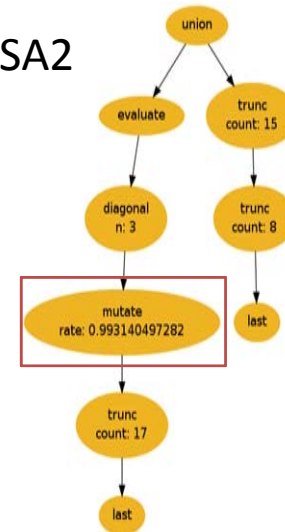 SA2
union
evaluate
trunc
count: 15
diagonal
n: 3
trunc
count: 8
mutate
rate: 0.993140497282
last
trunc
count: 17
last